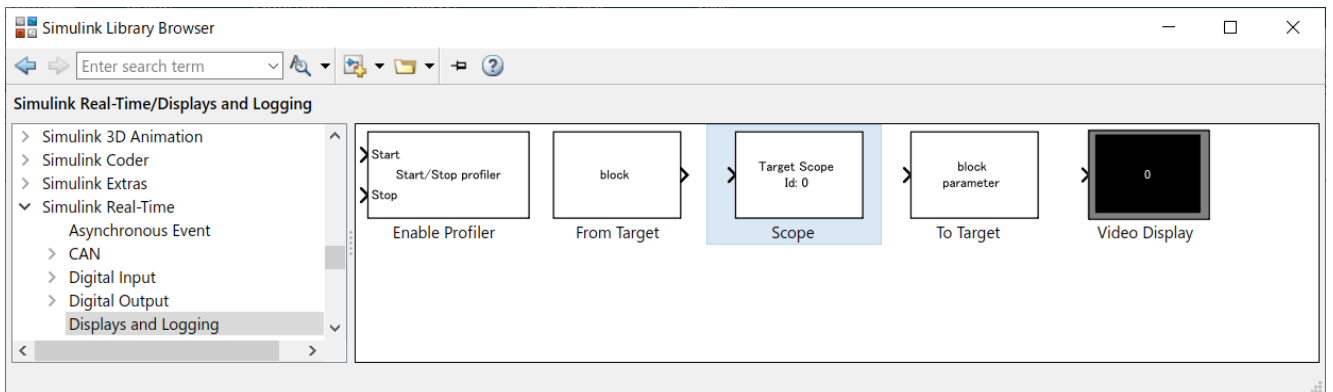 Simulink Library Browser
Enter search term
Simulink Real-Time/Displays and Logging
Simulink 3D Animation
Simulink Coder
Simulink Extras
Simulink Real-Time
Asynchronous Event
CAN
Digital Input
Digital Output
Displays and Logging
Start
Start/Stop profiler
Stop
Enable Profiler
block
From Target
Target Scope
Id: 0
Scope
block
parameter
To Target
0
Video Display